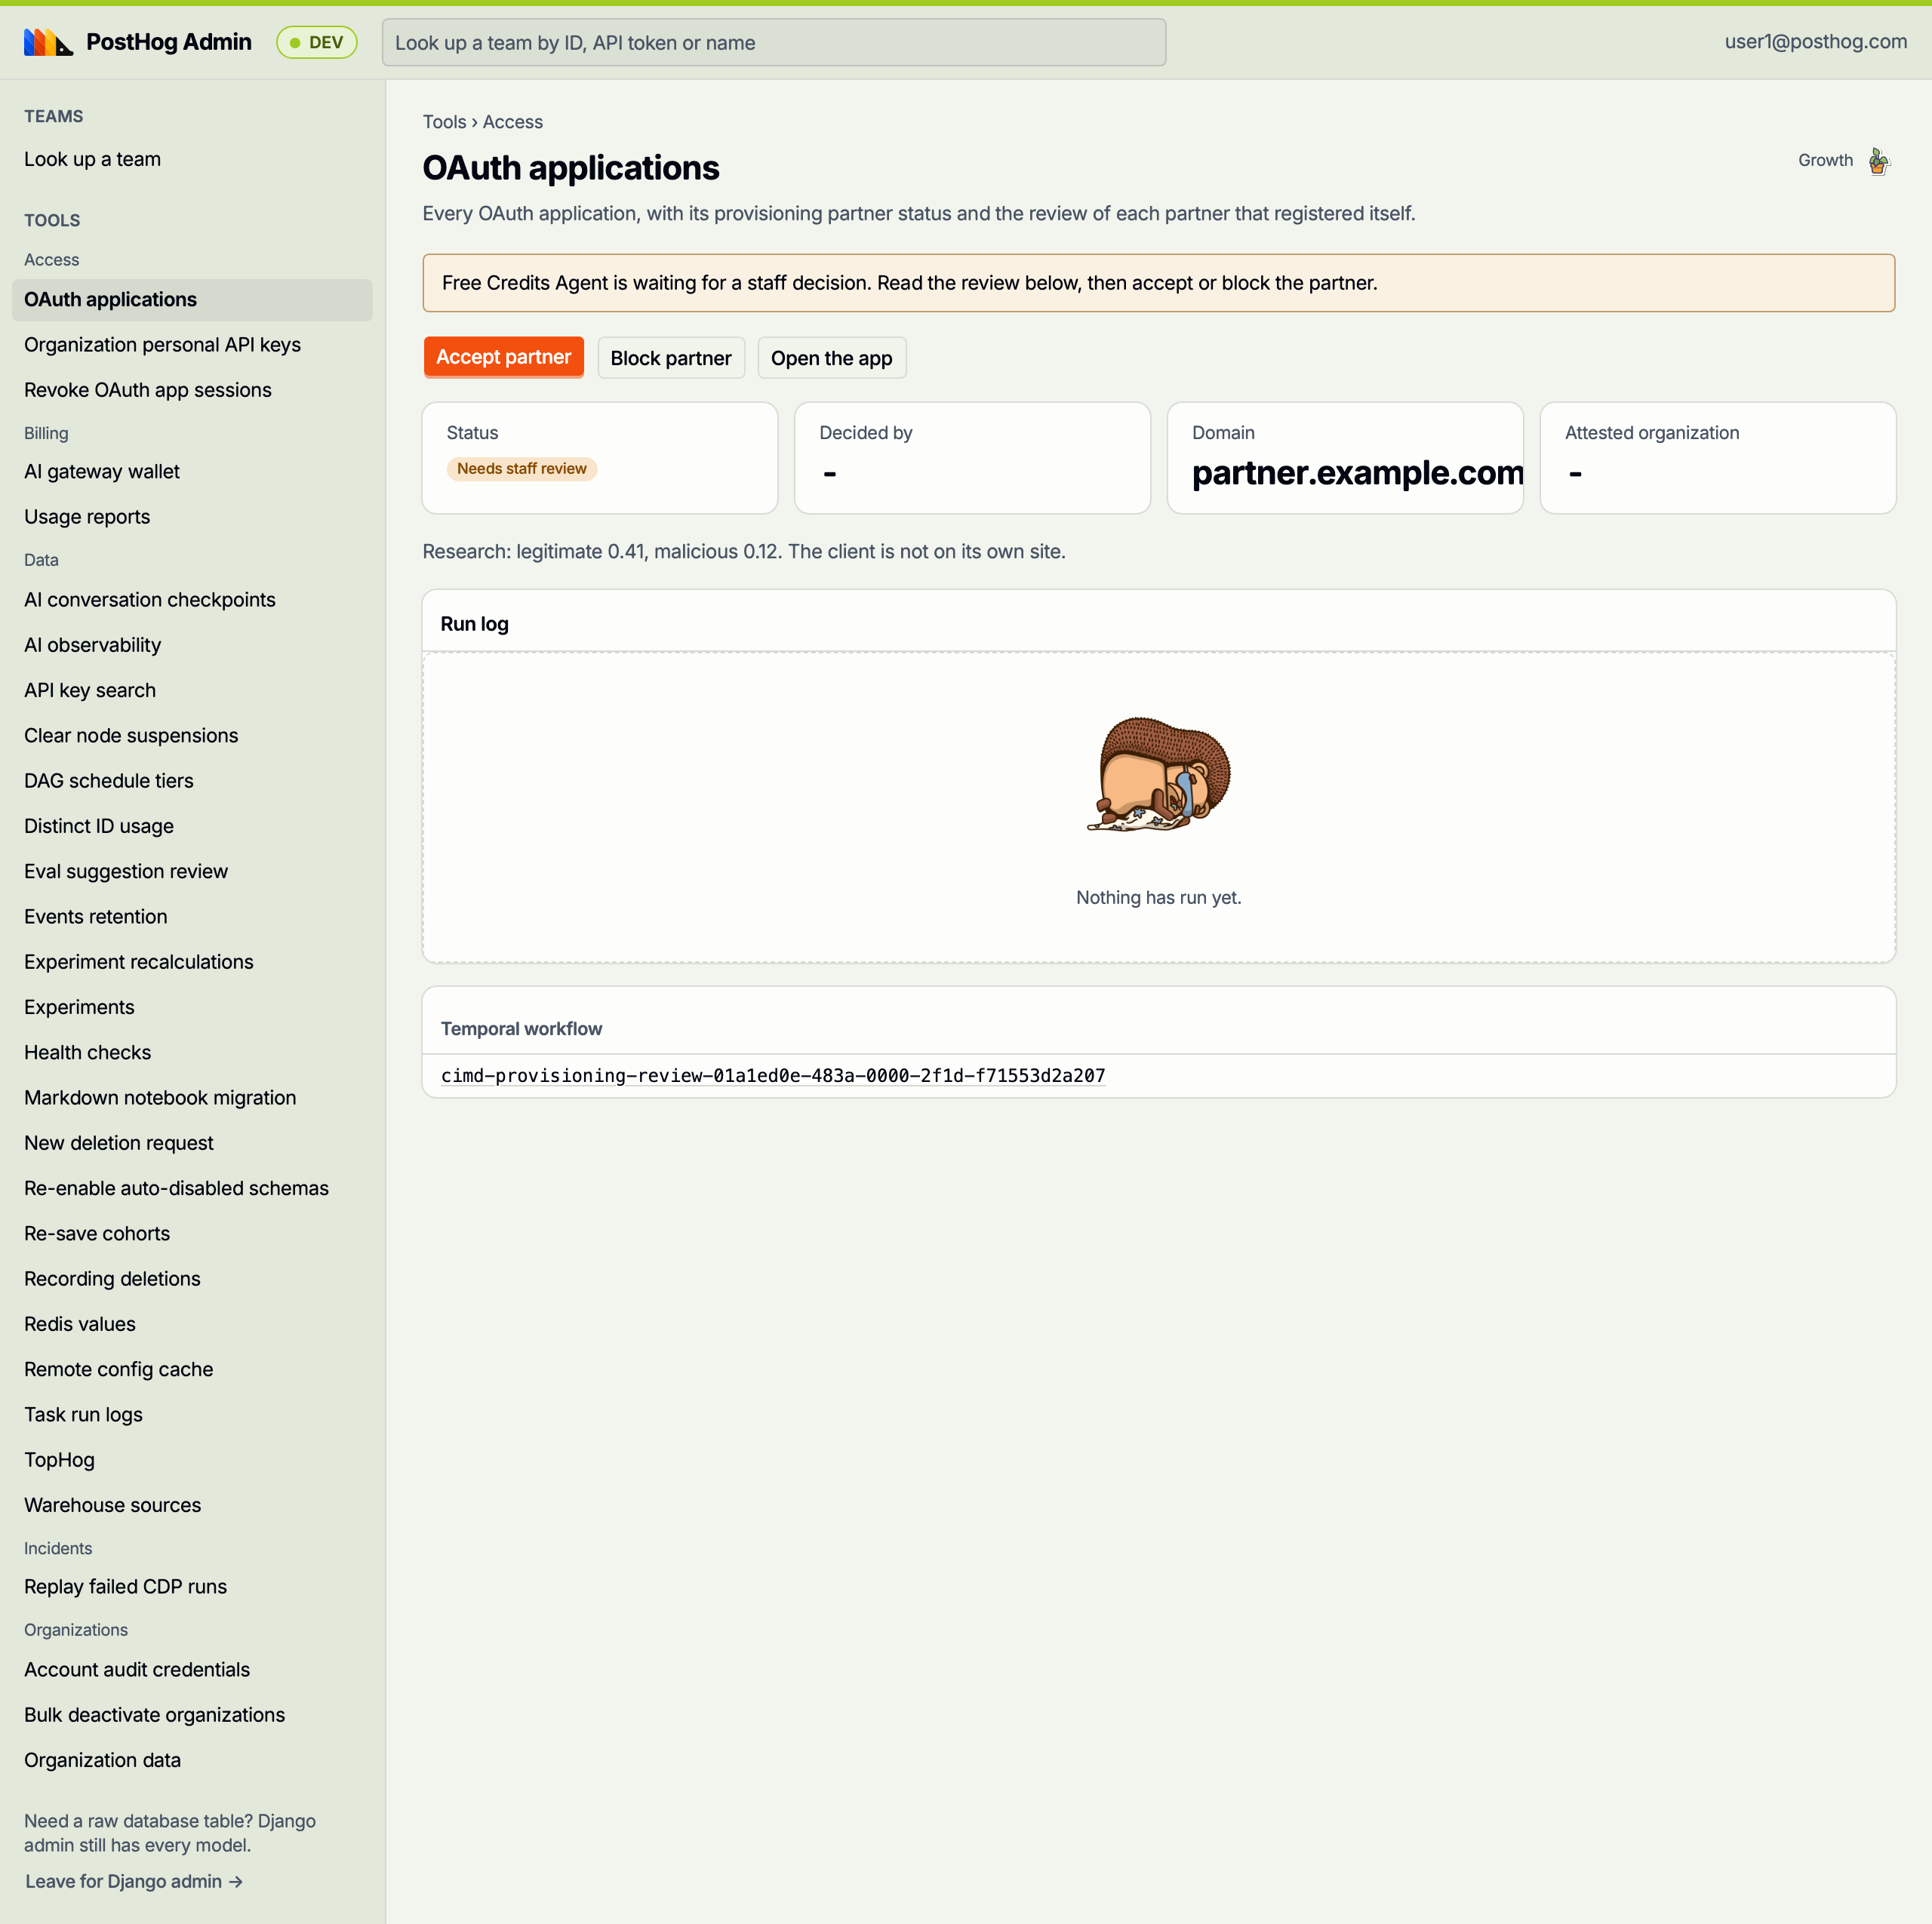 PostHog Admin
DEV
Look up a team by ID, API token or name
user1@posthog.com
TEAMS
Look up a team
TOOLS
Access
OAuth applications
Organization personal API keys
Revoke OAuth app sessions
Billing
AI gateway wallet
Usage reports
Data
AI conversation checkpoints
AI observability
API key search
Clear node suspensions
DAG schedule tiers
Distinct ID usage
Eval suggestion review
Events retention
Experiment recalculations
Experiments
Health checks
Markdown notebook migration
New deletion request
Re-enable auto-disabled schemas
Re-save cohorts
Recording deletions
Redis values
Remote config cache
Task run logs
TopHog
Warehouse sources
Incidents
Replay failed CDP runs
Organizations
Account audit credentials
Bulk deactivate organizations
Organization data
Need a raw database table? Django
admin still has every model.
Leave for Django admin →
Tools › Access
OAuth applications
Growth
Every OAuth application, with its provisioning partner status and the review of each partner that registered itself.
Free Credits Agent is waiting for a staff decision. Read the review below, then accept or block the partner.
Accept partner
Block partner
Open the app
Status
Needs staff review
Decided by
-
Domain
partner.example.com
Attested organization
-
Research: legitimate 0.41, malicious 0.12. The client is not on its own site.
Run log
Nothing has run yet.
Temporal workflow
cimd-provisioning-review-01a1ed0e-483a-0000-2f1d-f71553d2a207